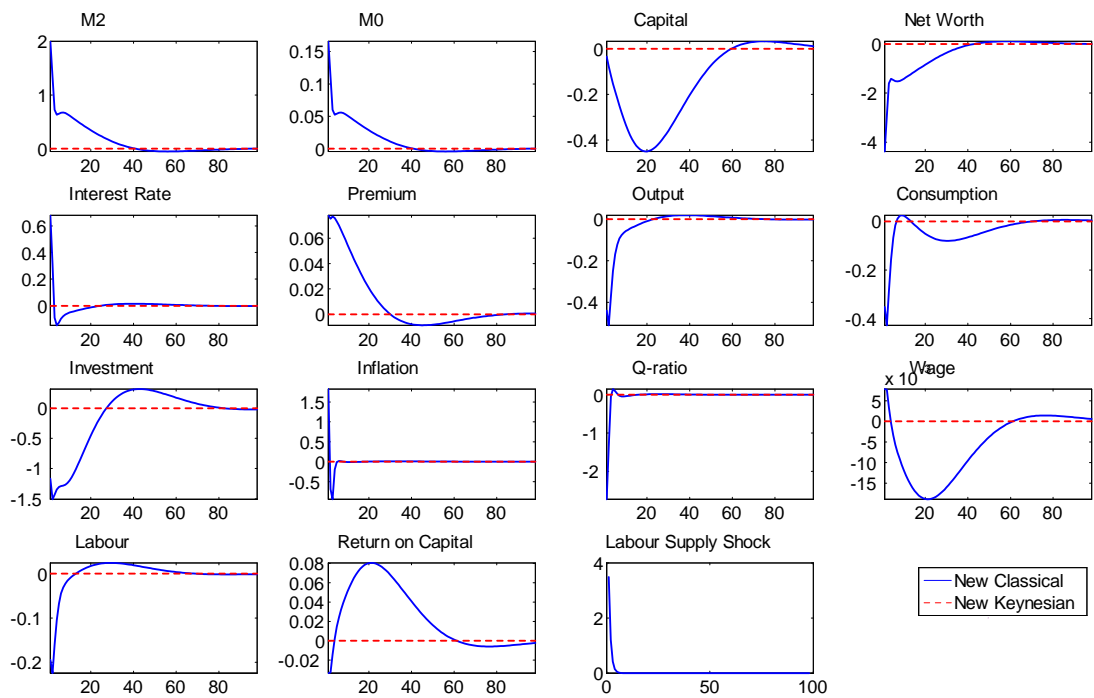 M2
M0
Capital
Net Worth
2
1
0
20 40 60 80
0.15
0.1
0.05
0
20 40 60 80
0
-0.2
-0.4
20 40 60 80
0
-2
-4
20 40 60 80
Interest Rate
Premium
Output
Consumption
0.6
0.4
0.2
0
20 40 60 80
0.06
0.04
0.02
0
20 40 60 80
0
-0.2
-0.4
20 40 60 80
0
-0.2
-0.4
20 40 60 80
Investment
Inflation
Q-ratio
Wage
0
-0.5
-1
-1.5
20 40 60 80
1.5
1
0.5
0
-0.5
20 40 60 80
0
-1
-2
20 40 60 80
x 10
5
0
-5
-10
-15
20 40 60 80
Labour
Return on Capital
Labour Supply Shock
0
-0.1
-0.2
20 40 60 80
0.08
0.06
0.04
0.02
0
-0.02
20 40 60 80
4
2
0
0 50 100
New Classical
New Keynesian